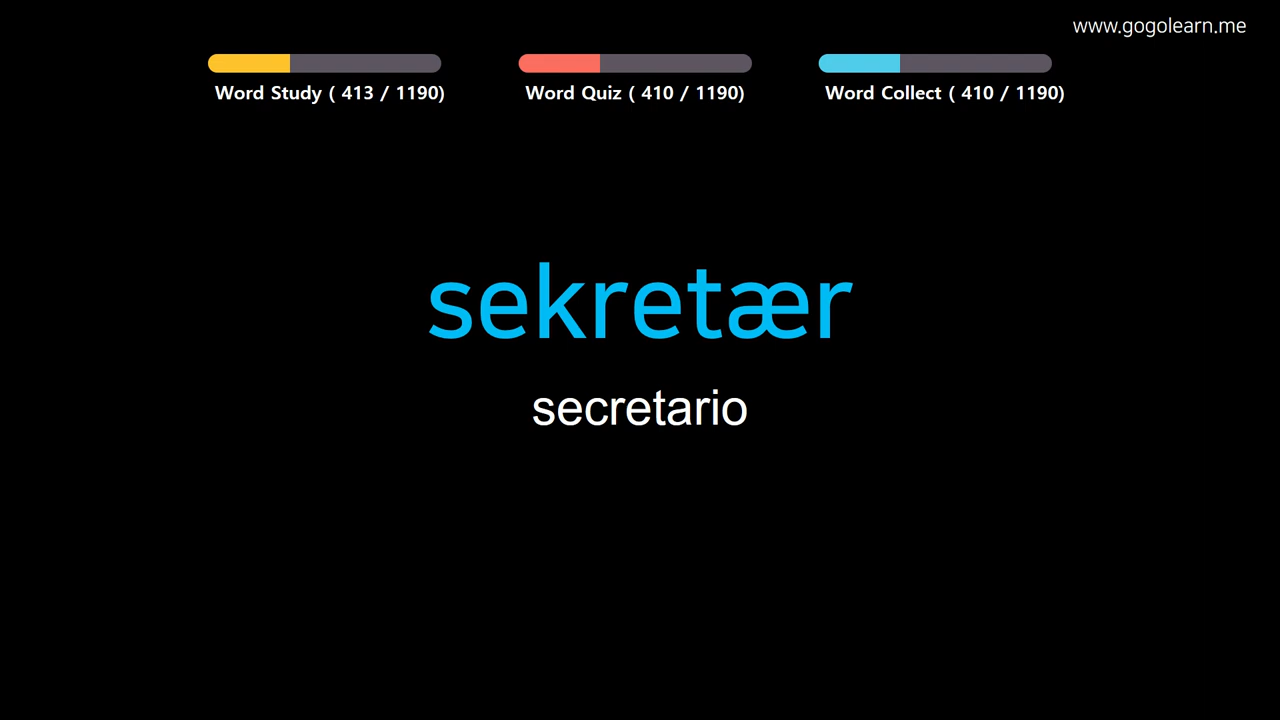 www.gogolearn.me
Word Study ( 413 / 1190)
Word Quiz ( 410 / 1190)
Word Collect ( 410 / 1190)
sekretær
secretario